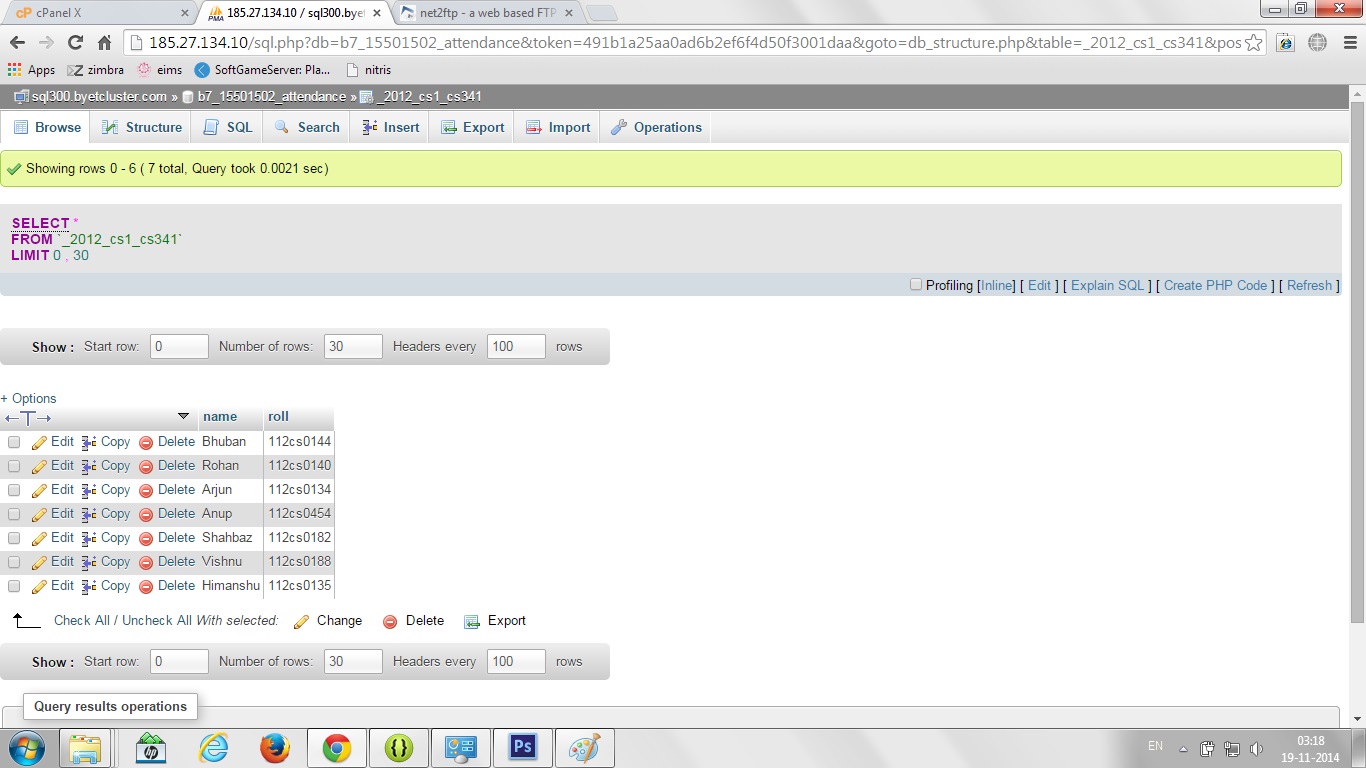 cPanel X
185.27.134.10 / sql300.bye
net2ftp - a web based FTP
185.27.134.10/sql.php?db=b7_15501502_attendance&token=491b1a25aa0ad6b2ef6f4d50f3001daa&goto=db_structure.php&table=_2012_cs1_cs341&pos
Apps zimbra eims SoftGameServer: Pla... nitris
sql300.byetcluster.com » b7_15501502_attendance » _2012_cs1_cs341
Browse Structure SQL Search Insert Export Import Operations
Showing rows 0 - 6 ( 7 total, Query took 0.0021 sec)
SELECT *
FROM `_2012_cs1_cs341`
LIMIT 0 , 30
Profiling [Inline] [ Edit ] [ Explain SQL ] [ Create PHP Code ] [ Refresh ]
Show : Start row: 0 Number of rows: 30 Headers every 100 rows
+ Options
←T→ name roll
Edit Copy Delete Bhuban 112cs0144
Edit Copy Delete Rohan 112cs0140
Edit Copy Delete Arjun 112cs0134
Edit Copy Delete Anup 112cs0454
Edit Copy Delete Shahbaz 112cs0182
Edit Copy Delete Vishnu 112cs0188
Edit Copy Delete Himanshu 112cs0135
Check All / Uncheck All With selected: Change Delete Export
Show : Start row: 0 Number of rows: 30 Headers every 100 rows
Query results operations
hp Ps EN 03:18
19-11-2014